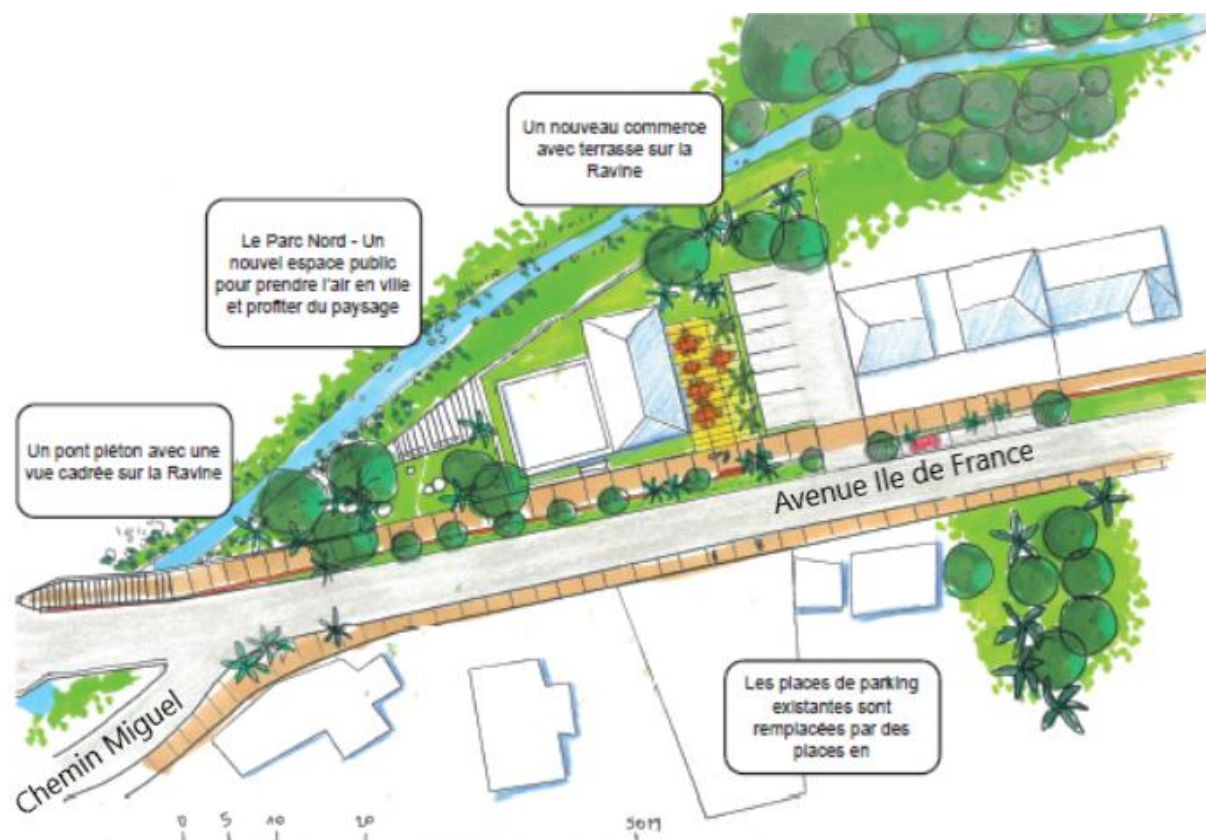 Un nouveau commerce
avec terrasse sur la
Ravine
Le Parc Nord - Un
nouvel espace public
pour prendre l'air en ville
et profiter du paysage
Un pont piéton avec une
vue cadrée sur la Ravine
Avenue Ile de France
Les places de parking
existantes sont
remplacées par des
places en
Chemin Miguel
0 5 10 20 50M